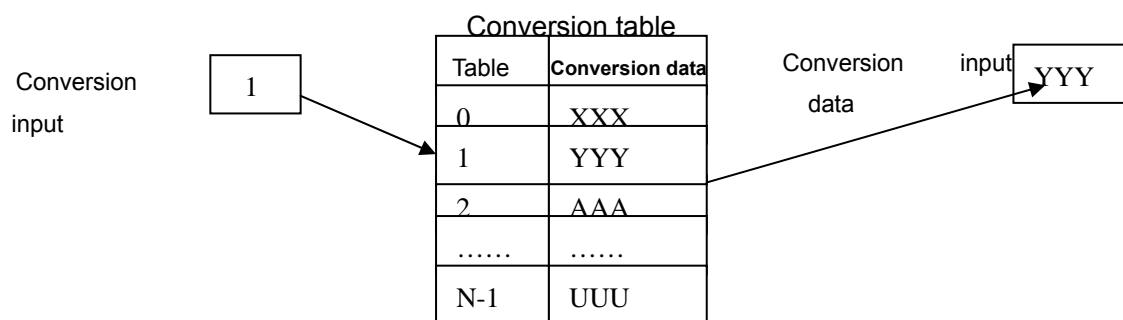 Conversion table
Conversion
input
1
Table Conversion data
0 XXX
1 YYY
2 AAA
...... ......
N-1 UUU
Conversion input
data
YYY